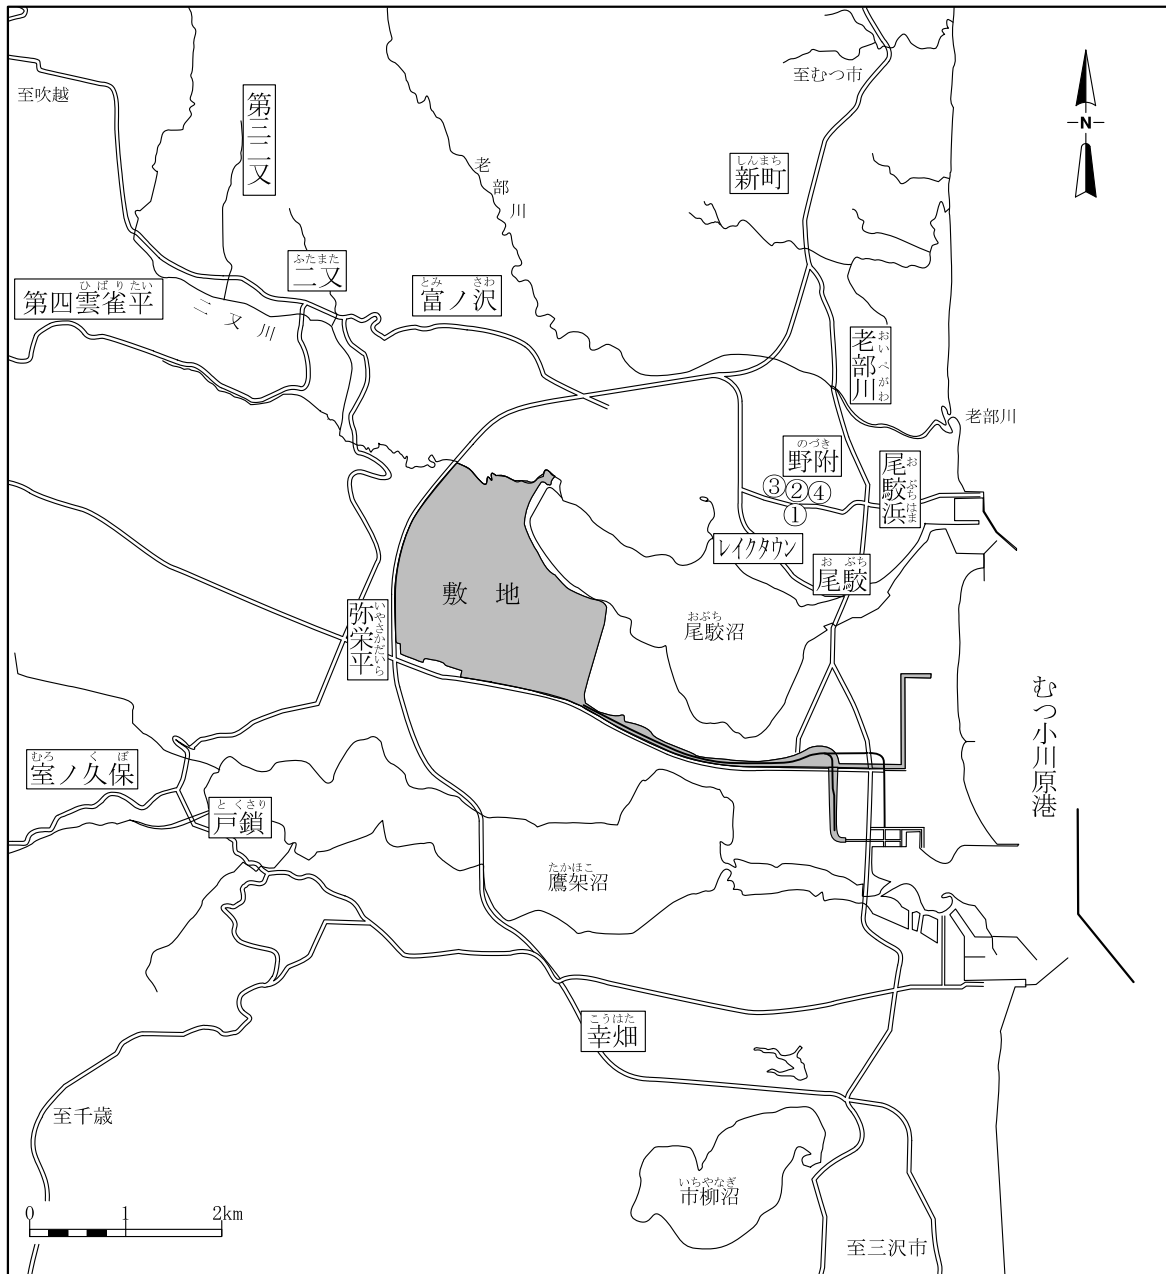 至むつ市
至吹越
第三二又
しんまち
新町
老部川
ふたまた
二又
ひばりたい
第四雲雀平
とみ さわ
富ノ沢
二又川
おいべがわ
老部川
老部川
のづき
野附
おぶちはま
尾駮浜
③②④
①
レイクタウン
お ぶち
尾駮
敷地
いやさかだいら
弥栄平
おぶち
尾駮沼
むつ小川原港
むろ くぼ
室ノ久保
と くさり
戸鎖
たかほこ
鷹架沼
こうはた
幸畑
至千歳
いちやなぎ
市柳沼
0 1 2km
至三沢市
N